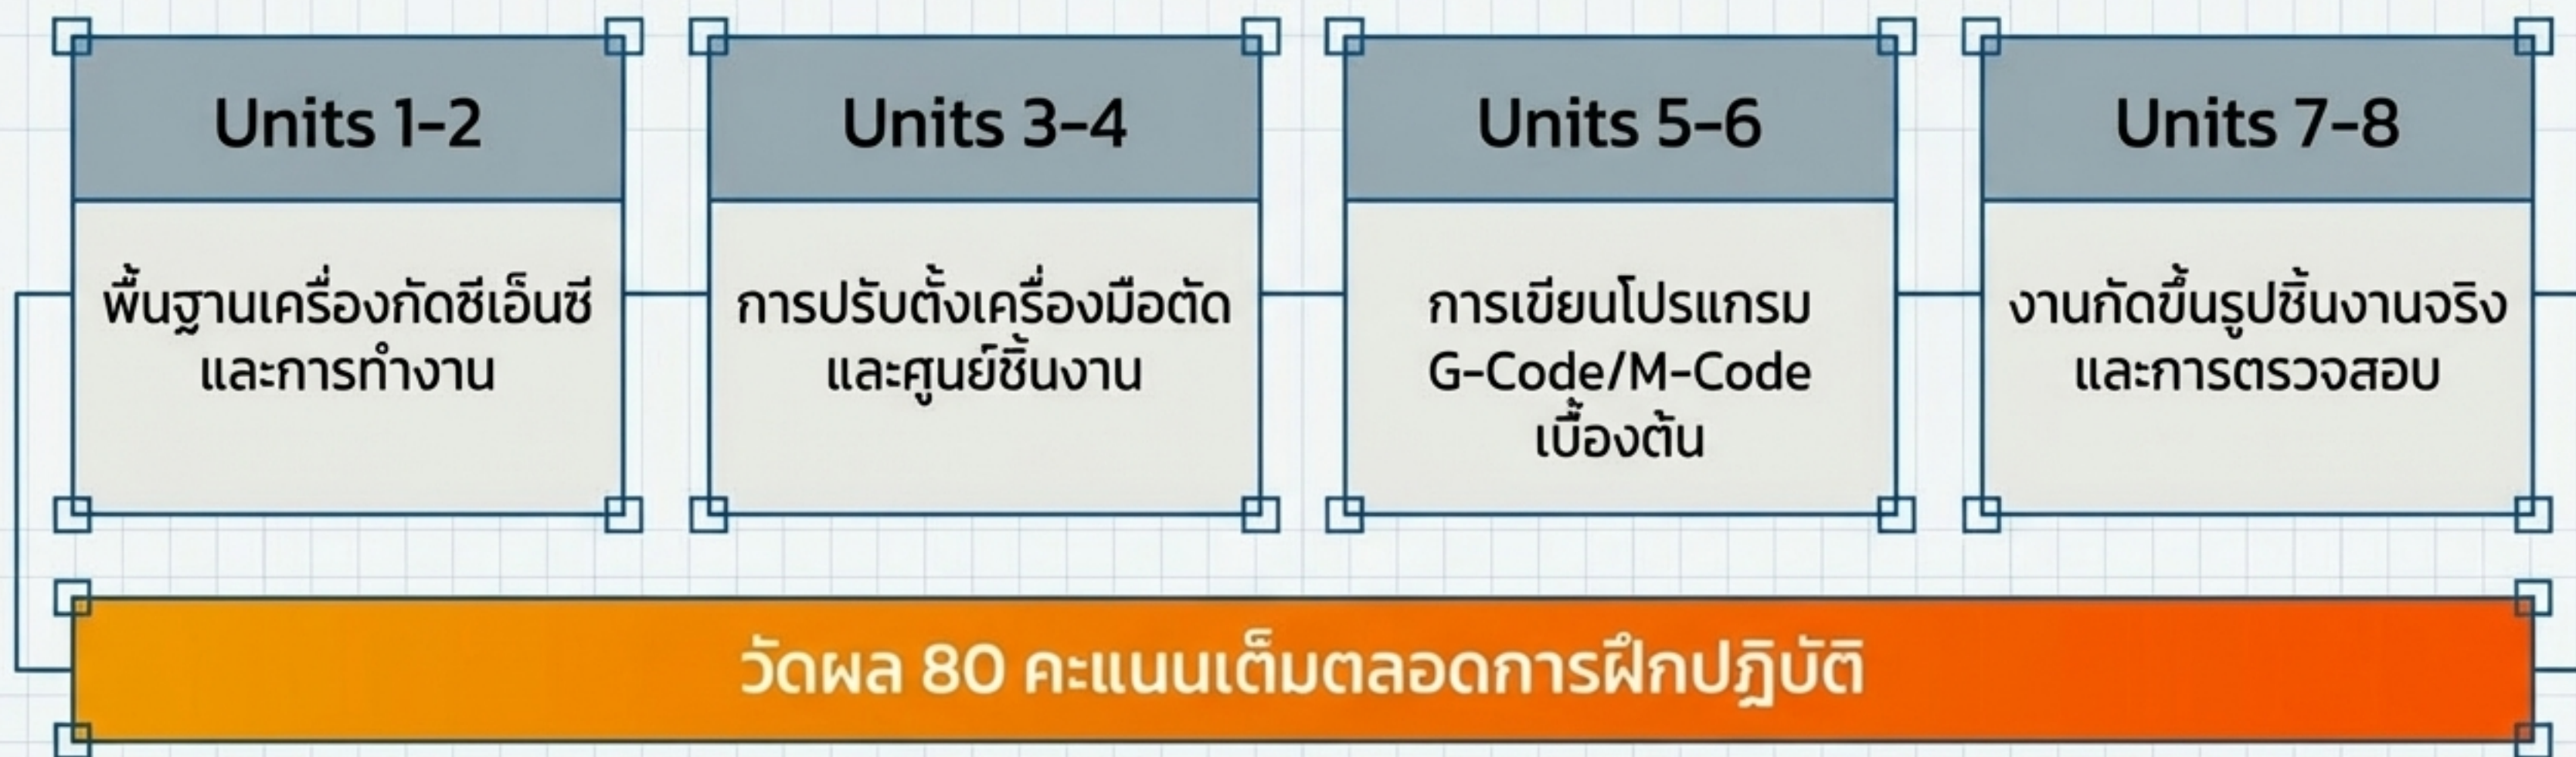 Units 1-2
พื้นฐานเครื่องกัดซีเอ็นซี
และการทำงาน
Units 3-4
การปรับตั้งเครื่องมือตัด
และศูนย์ชิ้นงาน
Units 5-6
การเขียนโปรแกรม
G-Code/M-Code
เบื้องต้น
Units 7-8
งานกัดขึ้นรูปชิ้นงานจริง
และการตรวจสอบ
วัดผล 80 คะแนนเต็มตลอดการฝึกปฏิบัติ